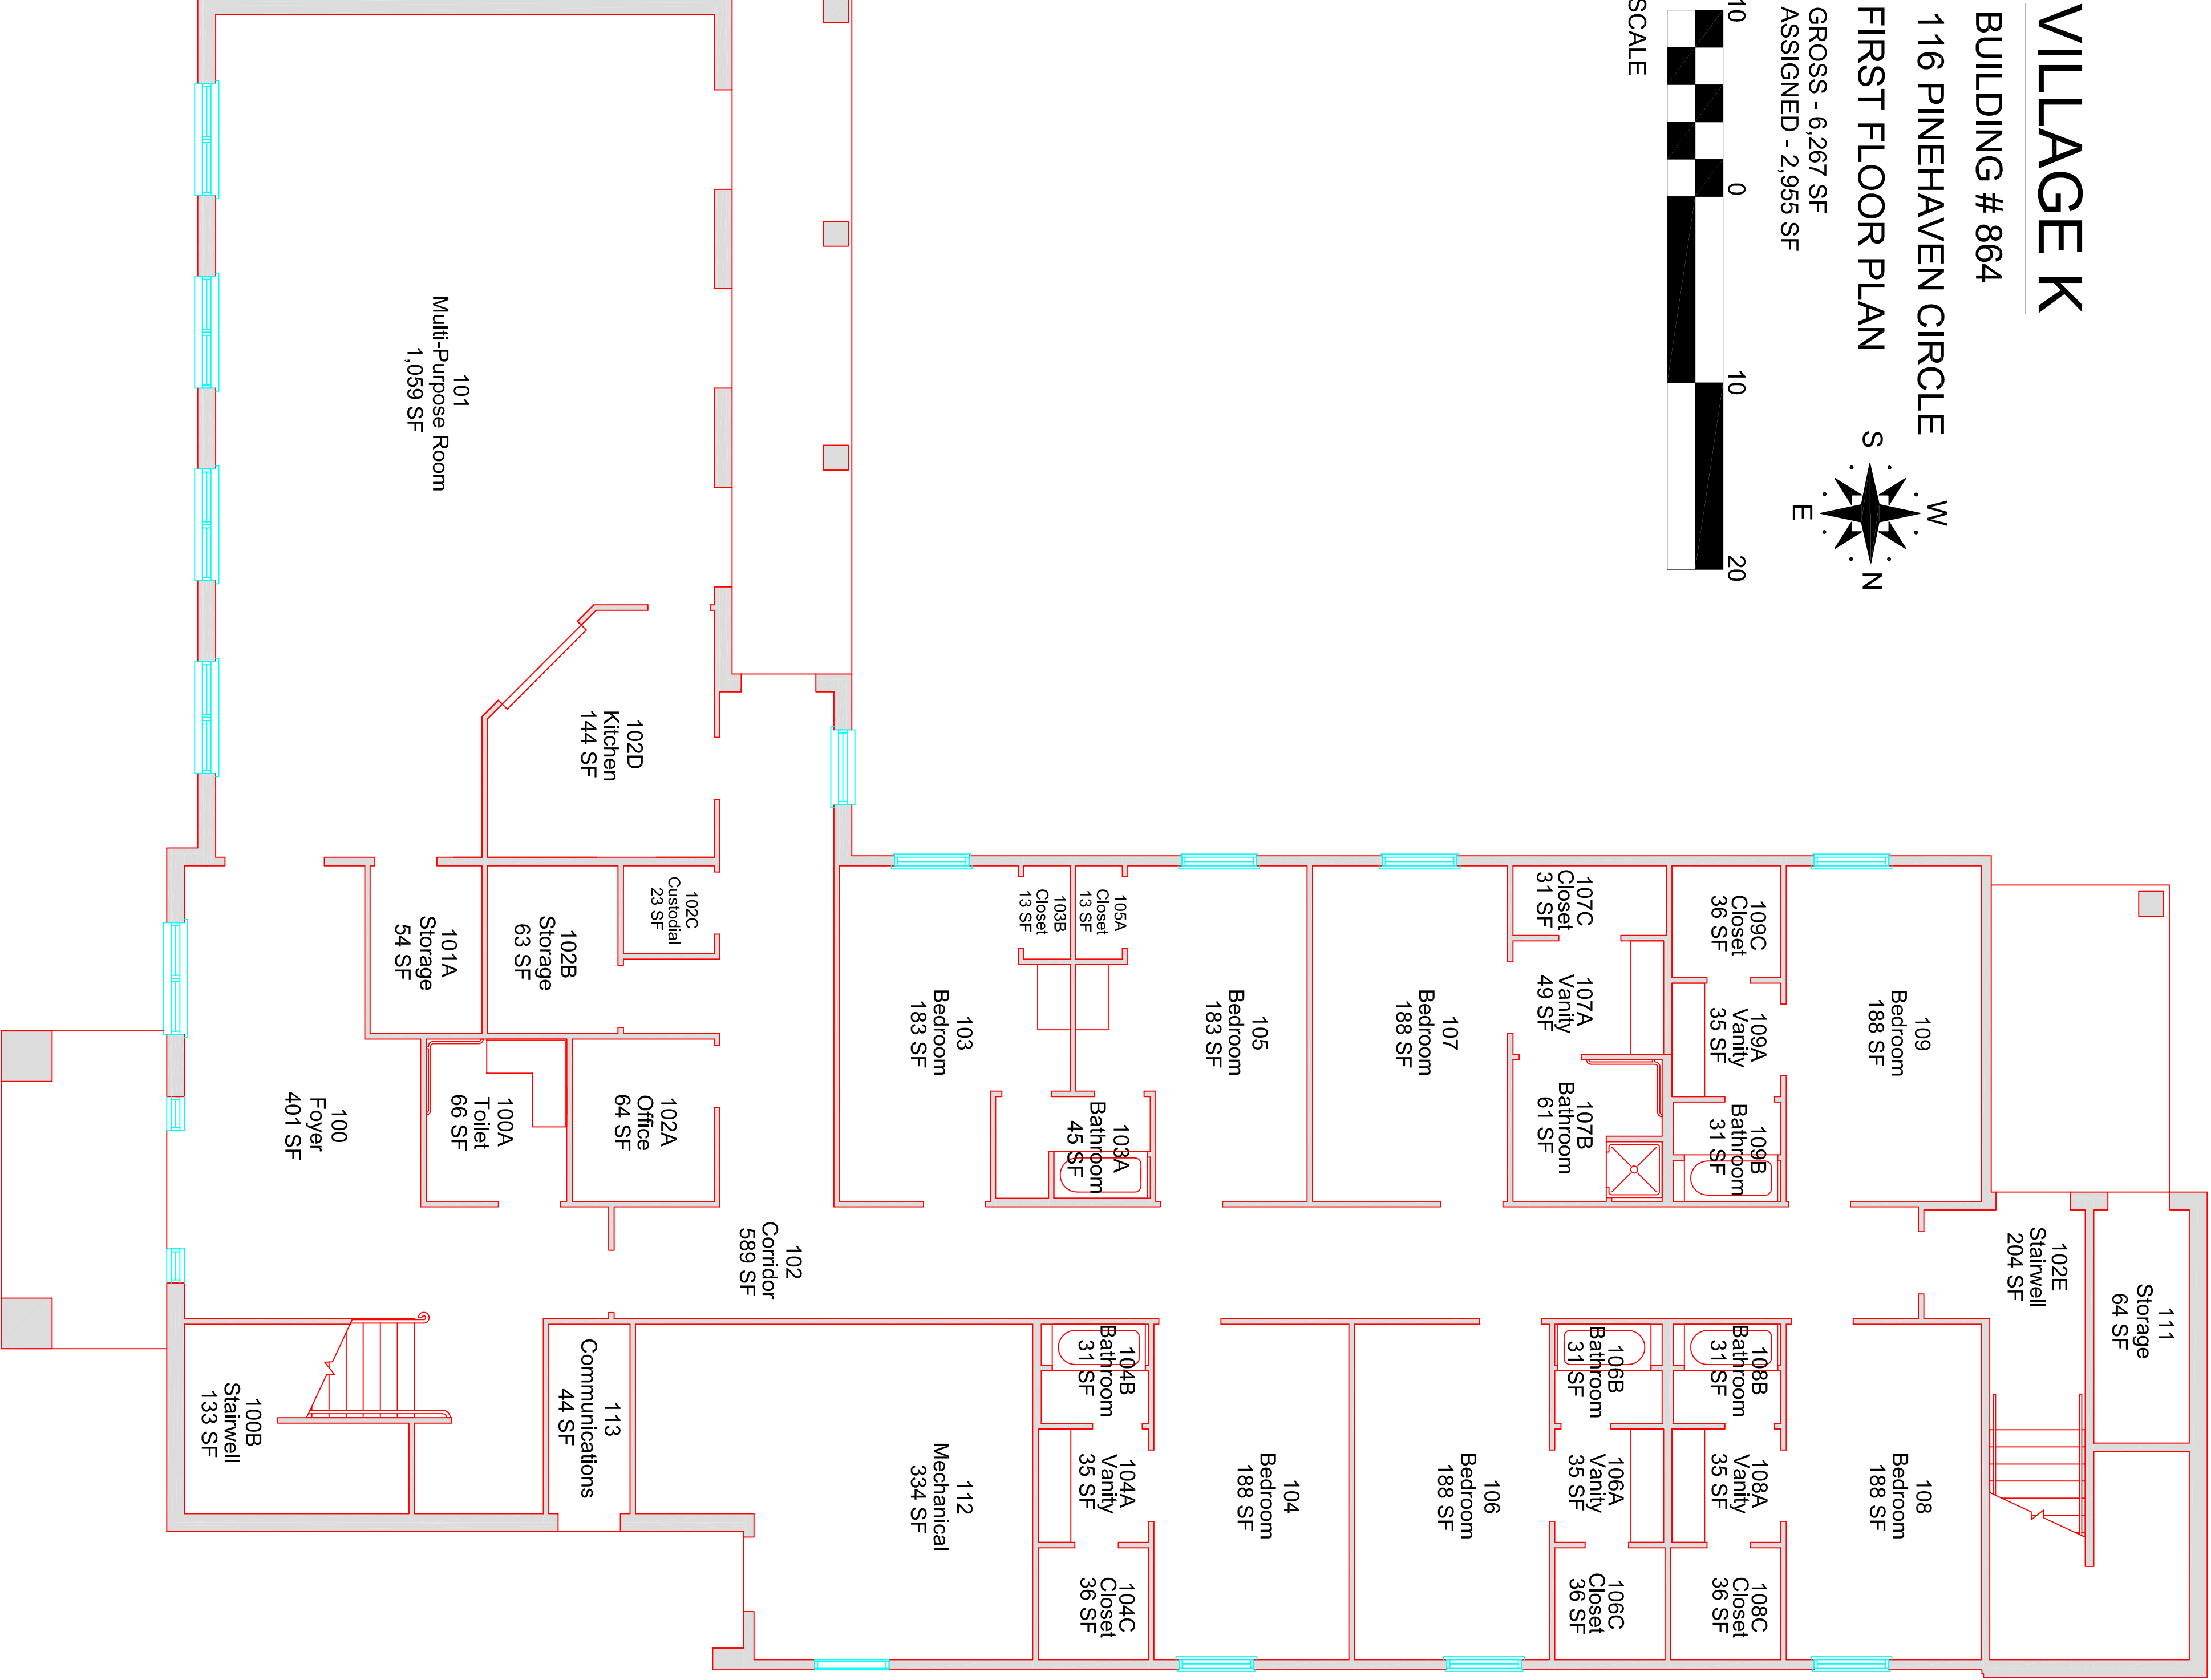 VILLAGE K
BUILDING # 864
116 PINEHAVEN CIRCLE
FIRST FLOOR PLAN
GROSS - 6,267 SF
ASSIGNED - 2,955 SF
S
W
E
N
10
0
10
20
SCALE
111
Storage
64 SF
102E
Stairwell
204 SF
109
Bedroom
188 SF
108
Bedroom
188 SF
109C
Closet
36 SF
109A
Vanity
35 SF
109B
Bathroom
31 SF
108B
Bathroom
31 SF
108A
Vanity
35 SF
108C
Closet
36 SF
107C
Closet
31 SF
107A
Vanity
49 SF
107B
Bathroom
61 SF
106B
Bathroom
31 SF
106A
Vanity
35 SF
106C
Closet
36 SF
107
Bedroom
188 SF
106
Bedroom
188 SF
105
Bedroom
183 SF
104
Bedroom
188 SF
105A
Closet
13 SF
103A
Bathroom
45 SF
104B
Bathroom
31 SF
104A
Vanity
35 SF
104C
Closet
36 SF
103B
Closet
13 SF
103
Bedroom
183 SF
112
Mechanical
334 SF
102
Corridor
589 SF
102C
Custodial
23 SF
102A
Office
64 SF
102D
Kitchen
144 SF
113
Communications
44 SF
102B
Storage
63 SF
100A
Toilet
66 SF
101
Multi-Purpose Room
1,059 SF
101A
Storage
54 SF
100
Foyer
401 SF
100B
Stairwell
133 SF